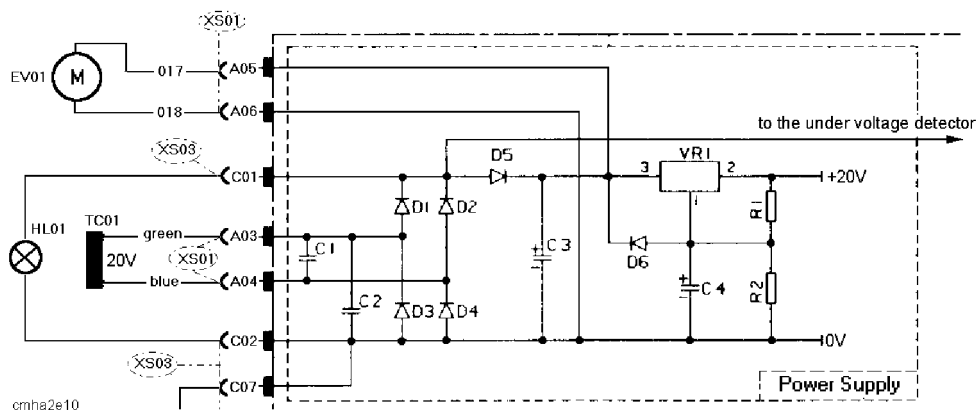 XS01
A05
017
EV01
M
018
A06
to the under voltage detector
XS03
C01
D5
3
VR1
2
+20V
D1
D2
R1
HL01
TC01
green
A03
C1
20V
XS01
C3
D6
blue
A04
C2
D3
D4
C4
R2
C02
0V
XS03
C07
Power Supply
cmha2e10